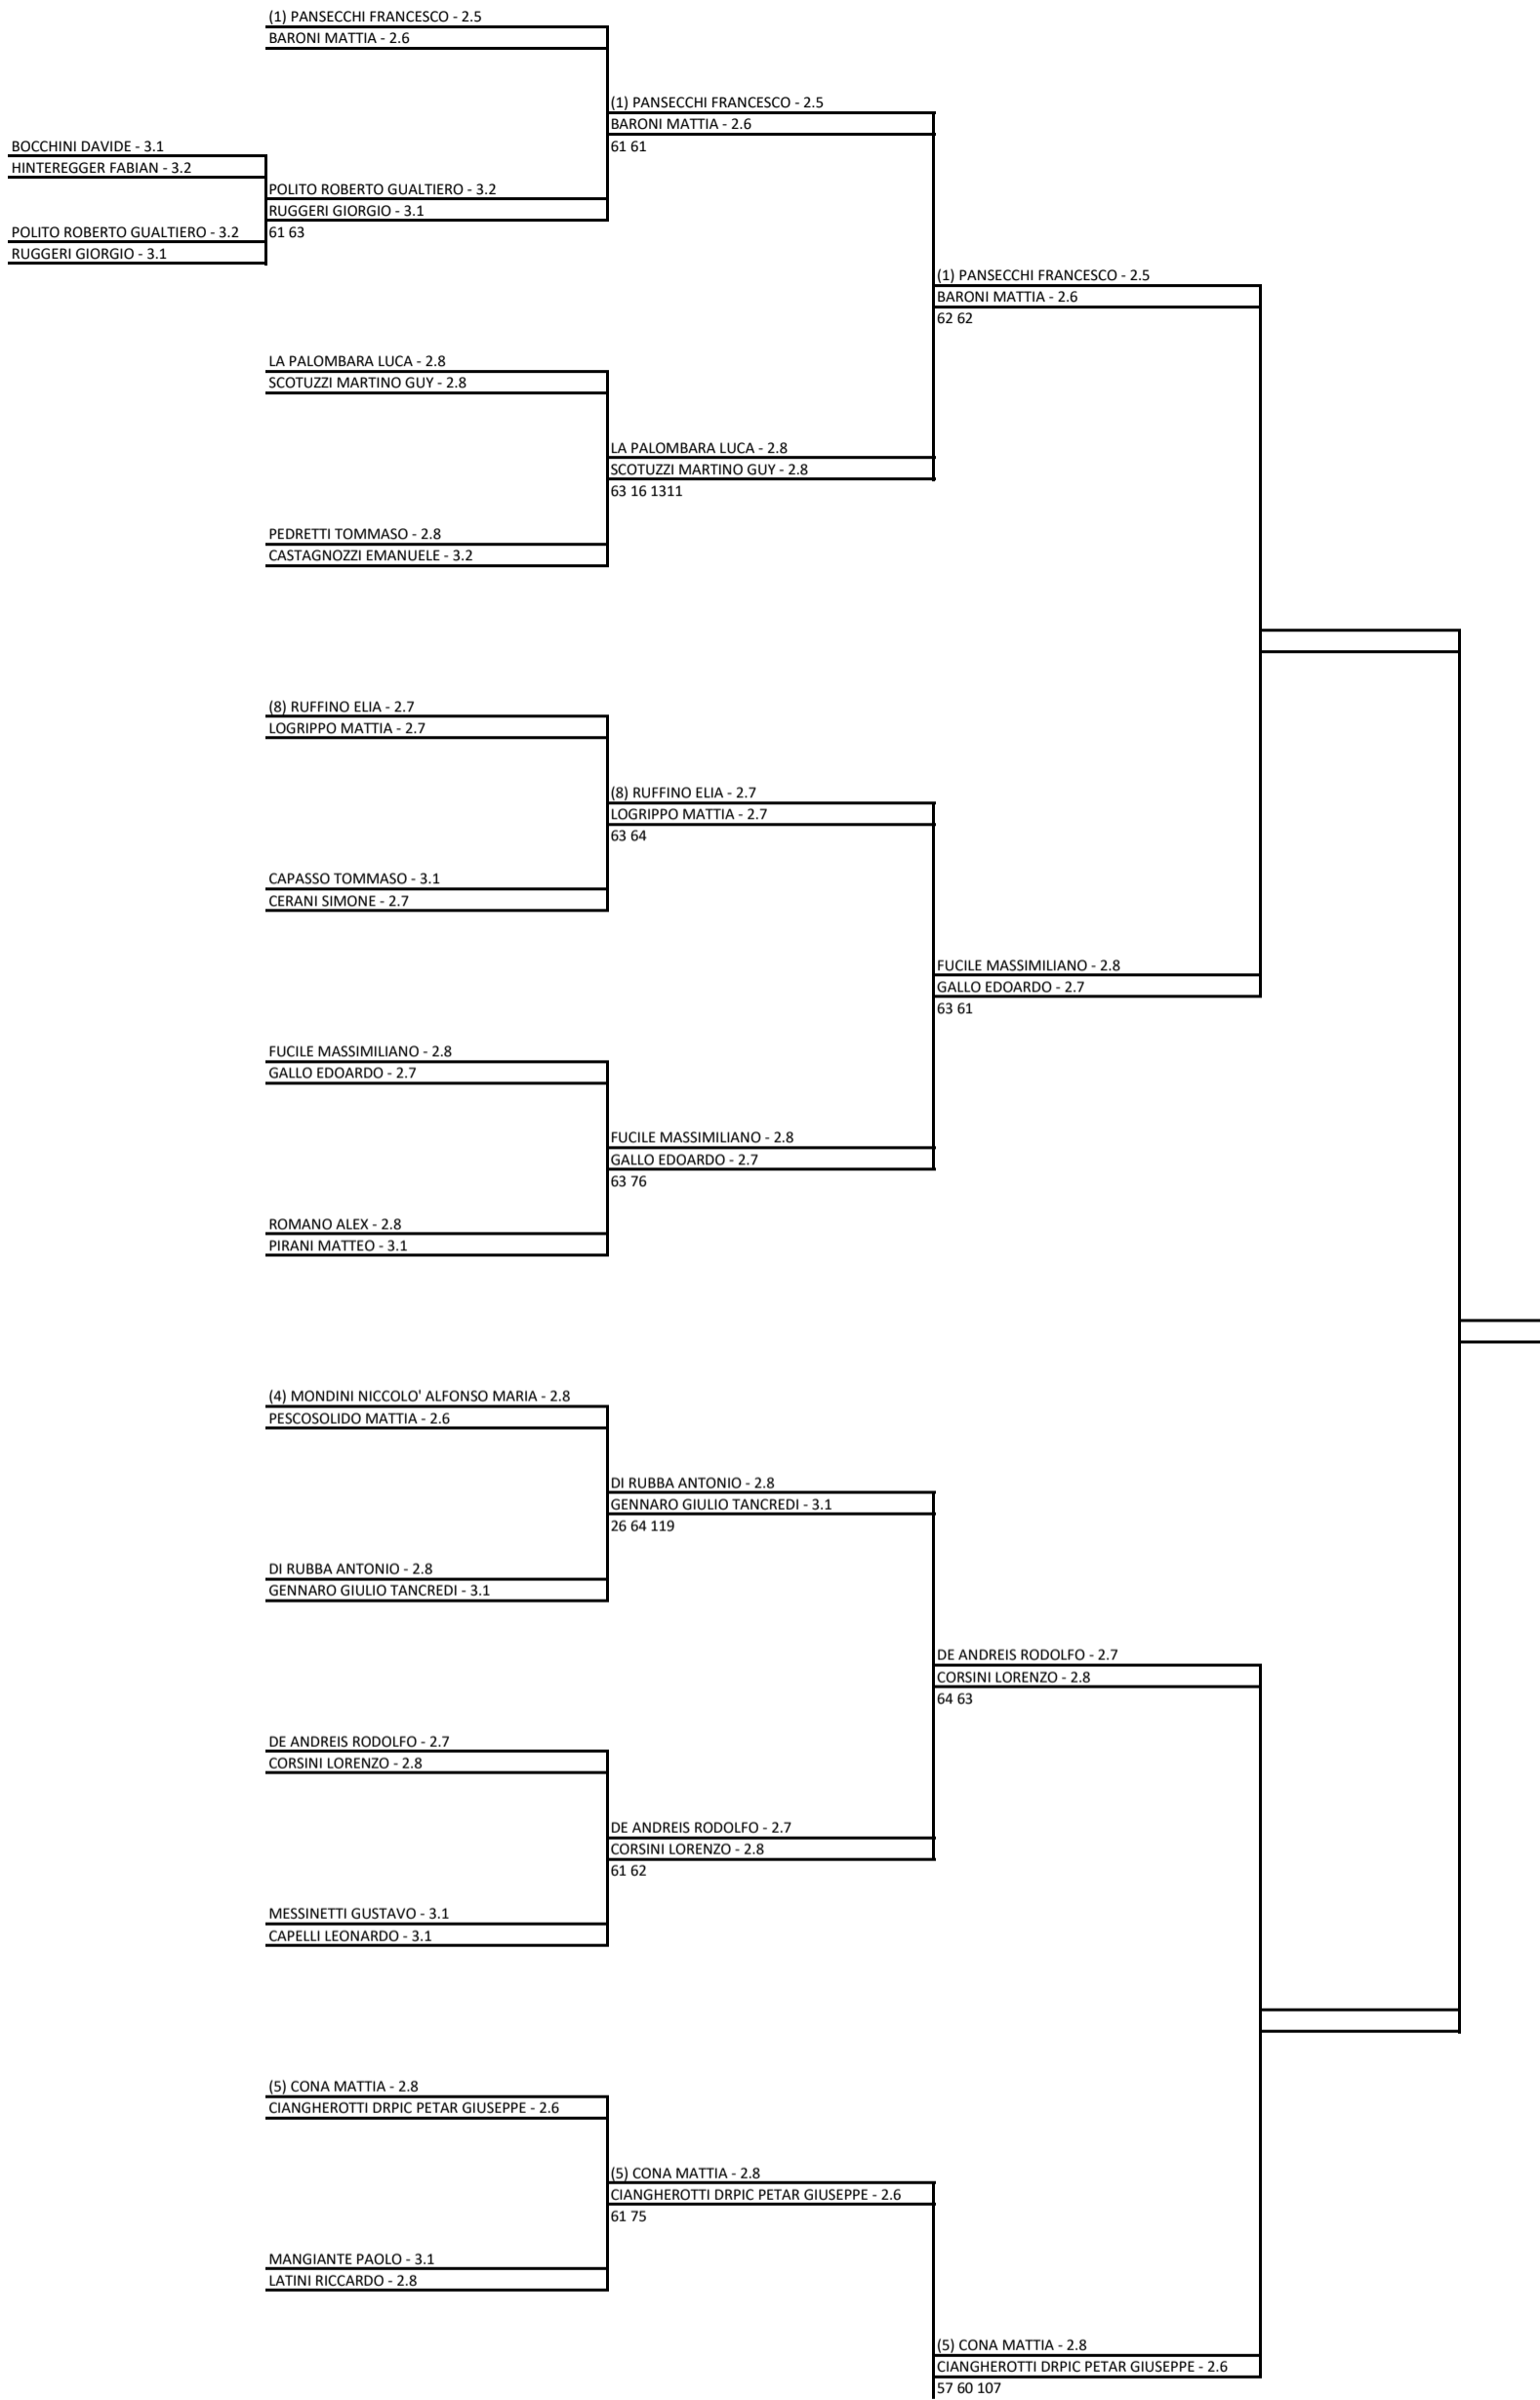 (1) PANSECCHI FRANCESCO - 2.5
BARONI MATTIA - 2.6
(1) PANSECCHI FRANCESCO - 2.5
BARONI MATTIA - 2.6
61 61
BOCCHINI DAVIDE - 3.1
HINTEREGGER FABIAN - 3.2
POLITO ROBERTO GUALTIERO - 3.2
RUGGERI GIORGIO - 3.1
61 63
POLITO ROBERTO GUALTIERO - 3.2
RUGGERI GIORGIO - 3.1
(1) PANSECCHI FRANCESCO - 2.5
BARONI MATTIA - 2.6
62 62
LA PALOMBARA LUCA - 2.8
SCOTUZZI MARTINO GUY - 2.8
LA PALOMBARA LUCA - 2.8
SCOTUZZI MARTINO GUY - 2.8
63 16 1311
PEDRETTI TOMMASO - 2.8
CASTAGNOZZI EMANUELE - 3.2
(8) RUFFINO ELIA - 2.7
LOGRIPPO MATTIA - 2.7
(8) RUFFINO ELIA - 2.7
LOGRIPPO MATTIA - 2.7
63 64
CAPASSO TOMMASO - 3.1
CERANI SIMONE - 2.7
FUCILE MASSIMILIANO - 2.8
GALLO EDOARDO - 2.7
63 61
FUCILE MASSIMILIANO - 2.8
GALLO EDOARDO - 2.7
FUCILE MASSIMILIANO - 2.8
GALLO EDOARDO - 2.7
63 76
ROMANO ALEX - 2.8
PIRANI MATTEO - 3.1
(4) MONDINI NICCOLO' ALFONSO MARIA - 2.8
PESCOSOLIDO MATTIA - 2.6
DI RUBBA ANTONIO - 2.8
GENNARO GIULIO TANCREDI - 3.1
26 64 119
DI RUBBA ANTONIO - 2.8
GENNARO GIULIO TANCREDI - 3.1
DE ANDREIS RODOLFO - 2.7
CORSINI LORENZO - 2.8
64 63
DE ANDREIS RODOLFO - 2.7
CORSINI LORENZO - 2.8
DE ANDREIS RODOLFO - 2.7
CORSINI LORENZO - 2.8
61 62
MESSINETTI GUSTAVO - 3.1
CAPELLI LEONARDO - 3.1
(5) CONA MATTIA - 2.8
CIANGHEROTTI DRPIC PETAR GIUSEPPE - 2.6
(5) CONA MATTIA - 2.8
CIANGHEROTTI DRPIC PETAR GIUSEPPE - 2.6
61 75
MANGIANTE PAOLO - 3.1
LATINI RICCARDO - 2.8
(5) CONA MATTIA - 2.8
CIANGHEROTTI DRPIC PETAR GIUSEPPE - 2.6
57 60 107